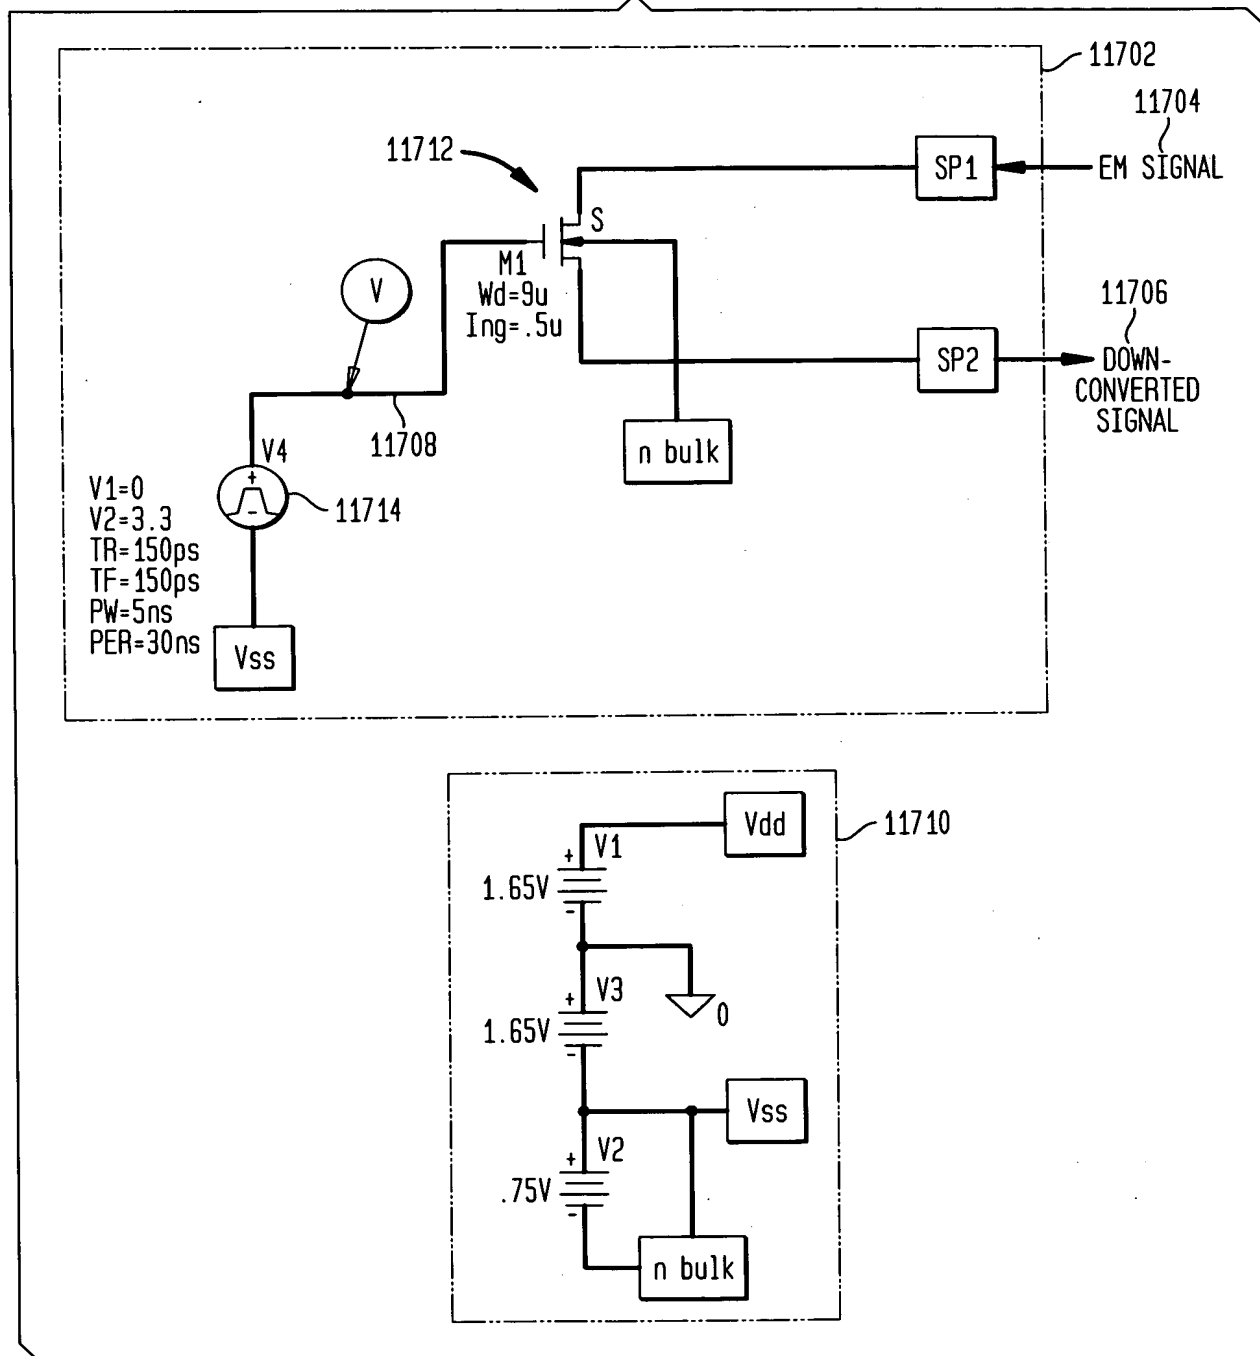 11702
11704
11712
SP1
EM SIGNAL
S
M1
Wd=9u
Ing=.5u
V
11706
SP2
DOWN-
CONVERTED
SIGNAL
11708
n bulk
V4
+
-
11714
V1=0
V2=3.3
TR=150ps
TF=150ps
PW=5ns
PER=30ns
Vss
Vdd
11710
+
V1
1.65V
-
+
V3
0
1.65V
-
Vss
+
V2
.75V
-
n bulk